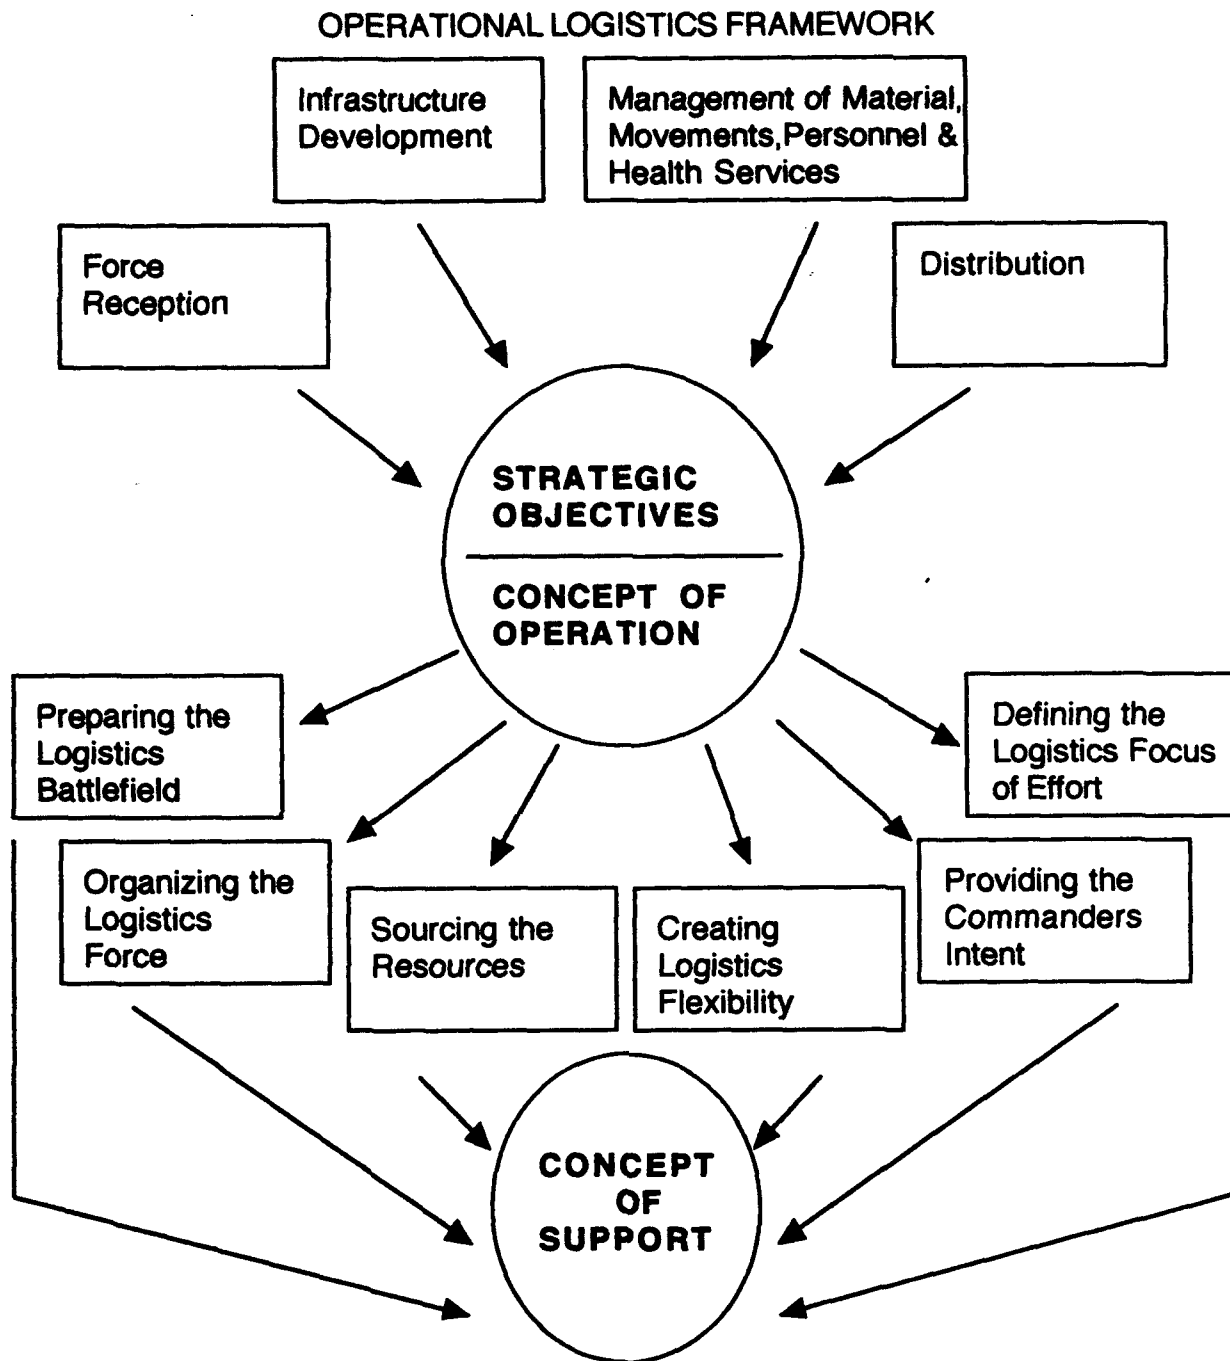 OPERATIONAL LOGISTICS FRAMEWORK
Infrastructure
Development
Management of Material,
Movements,Personnel &
Health Services
Force
Reception
Distribution
STRATEGIC
OBJECTIVES
CONCEPT OF
OPERATION
Preparing the
Logistics
Battlefield
Defining the
Logistics Focus
of Effort
Organizing the
Logistics
Force
Sourcing the
Resources
Creating
Logistics
Flexibility
Providing the
Commanders
Intent
CONCEPT
OF
SUPPORT